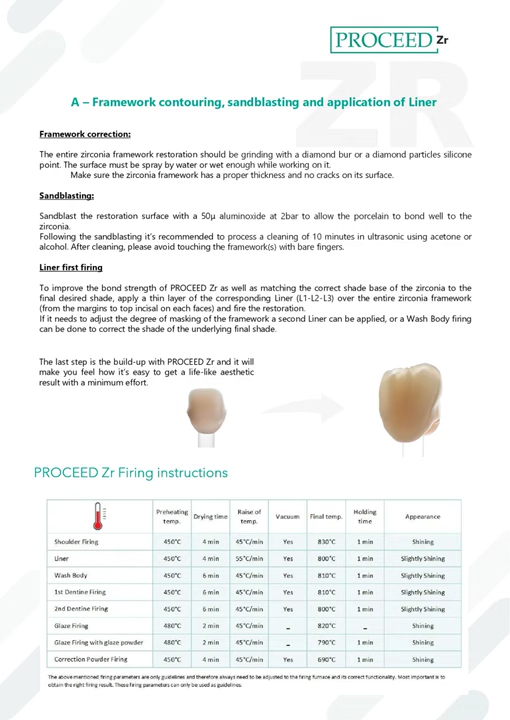 PROCEED Zr
ZR
A – Framework contouring, sandblasting and application of Liner
Framework correction:
The entire zirconia framework restoration should be grinding with a diamond bur or a diamond particles silicone
point. The surface must be spray by water or wet enough while working on it.
Make sure the zirconia framework has a proper thickness and no cracks on its surface.
Sandblasting:
Sandblast the restoration surface with a 50µ aluminoxide at 2bar to allow the porcelain to bond well to the
zirconia.
Following the sandblasting it's recommended to process a cleaning of 10 minutes in ultrasonic using acetone or
alcohol. After cleaning, please avoid touching the framework(s) with bare fingers.
Liner first firing
To improve the bond strength of PROCEED Zr as well as matching the correct shade base of the zirconia to the
final desired shade, apply a thin layer of the corresponding Liner (L1-L2-L3) over the entire zirconia framework
(from the margins to top incisal on each faces) and fire the restoration.
If it needs to adjust the degree of masking of the framework a second Liner can be applied, or a Wash Body firing
can be done to correct the shade of the underlying final shade.
The last step is the build-up with PROCEED Zr and it will
make you feel how it's easy to get a life-like aesthetic
result with a minimum effort.
PROCEED Zr Firing instructions
Preheating temp. Drying time Raise of temp. Vacuum Final temp. Holding time Appearance
Shoulder Firing 450°C 4 min 45°C/min Yes 830°C 1 min Shining
Liner 450°C 4 min 55°C/min Yes 800°C 1 min Slightly Shining
Wash Body 450°C 6 min 45°C/min Yes 810°C 1 min Slightly Shining
1st Dentine Firing 450°C 6 min 45°C/min Yes 810°C 1 min Slightly Shining
2nd Dentine Firing 450°C 6 min 45°C/min Yes 800°C 1 min Slightly Shining
Glaze Firing 480°C 2 min 45°C/min – 820°C – Shining
Glaze Firing with glaze powder 480°C 2 min 45°C/min – 790°C 1 min Shining
Correction Powder Firing 450°C 4 min 45°C/min Yes 690°C 1 min Shining
The above mentioned firing parameters are only guidelines and therefore always need to be adjusted to the firing furnace and its correct functionality. Most important is to
obtain the right firing result. These firing parameters can only be used as guidelines.